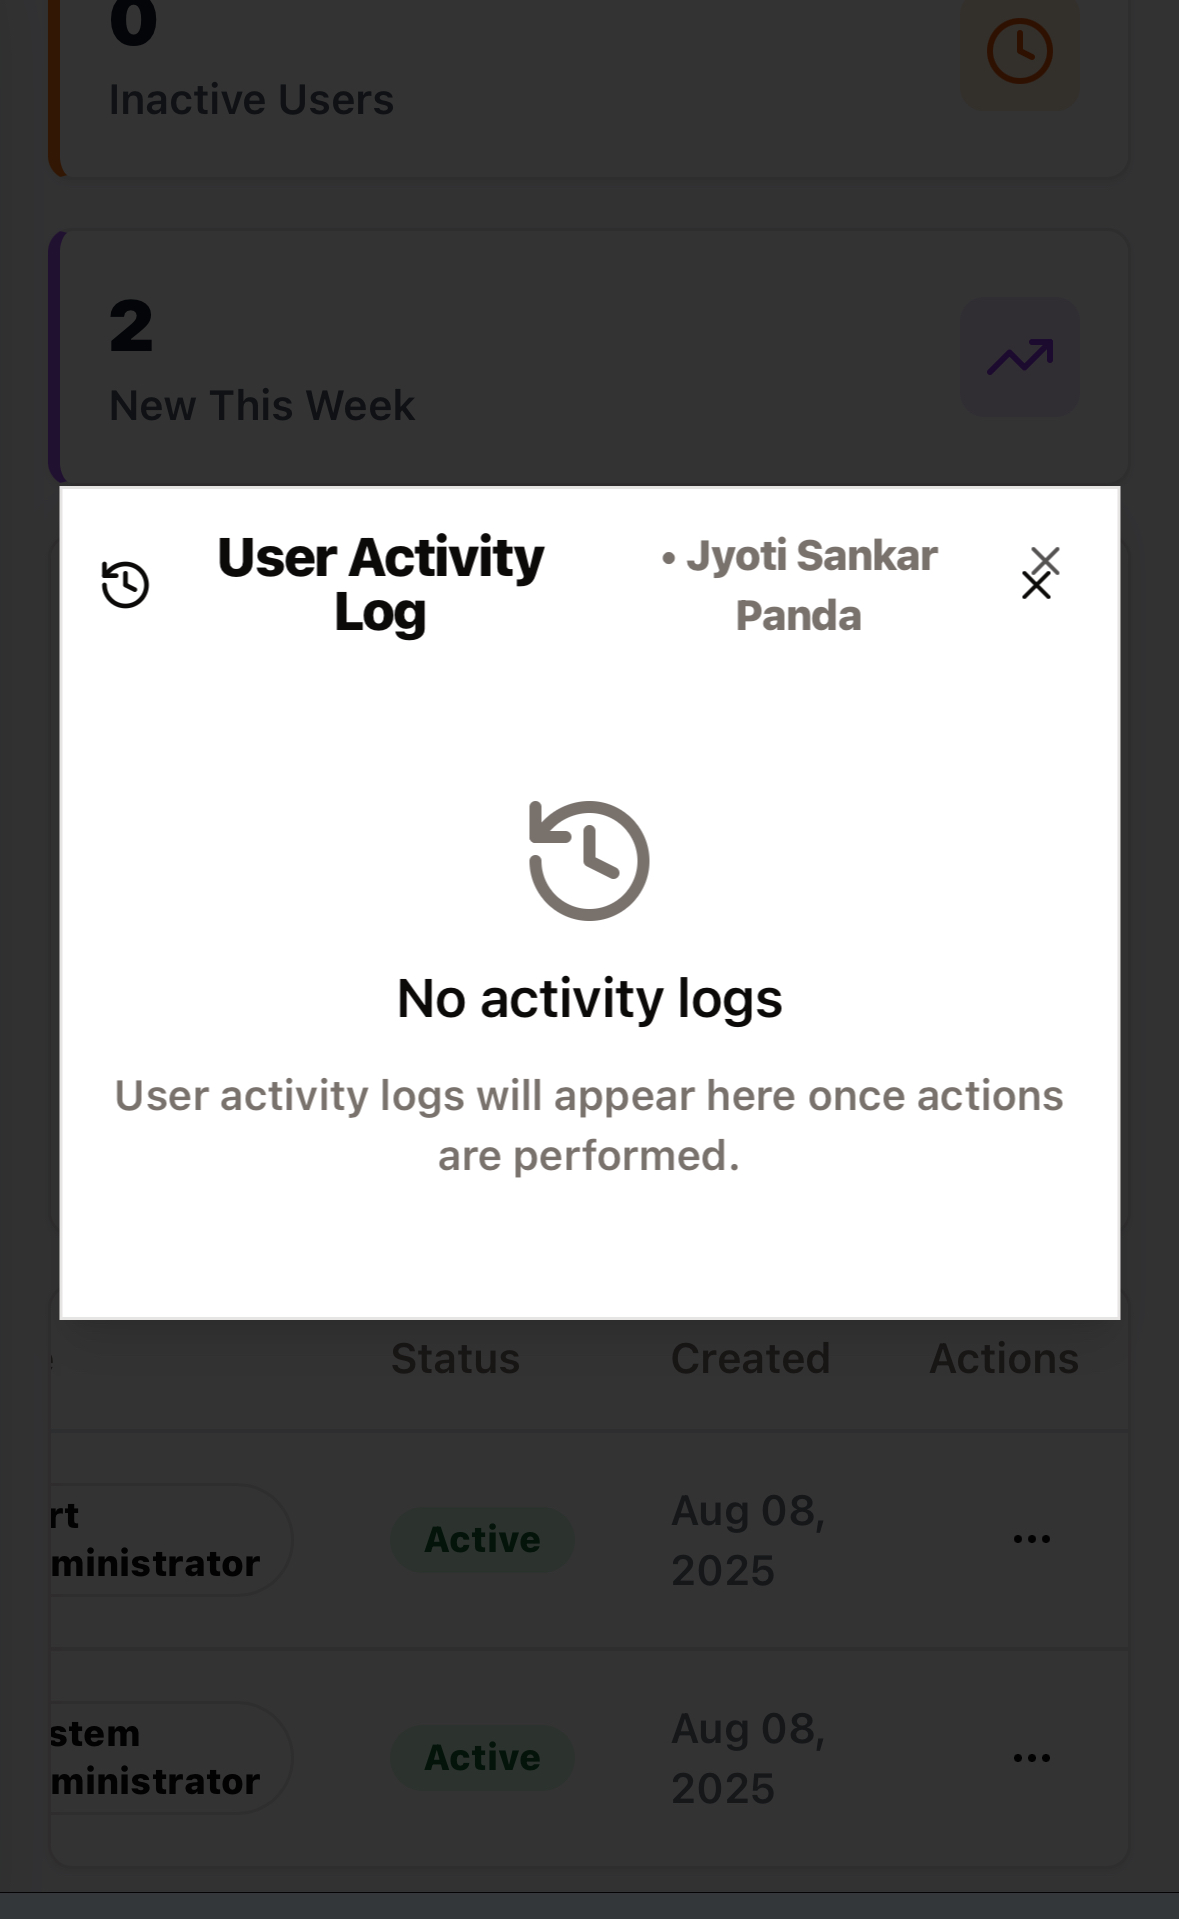 0
Inactive Users
2
New This Week
User Activity
Log
• Jyoti Sankar
Panda
No activity logs
User activity logs will appear here once actions
are performed.
Status Created Actions
rt
ministrator
Active
Aug 08,
2025
stem
ministrator
Active
Aug 08,
2025